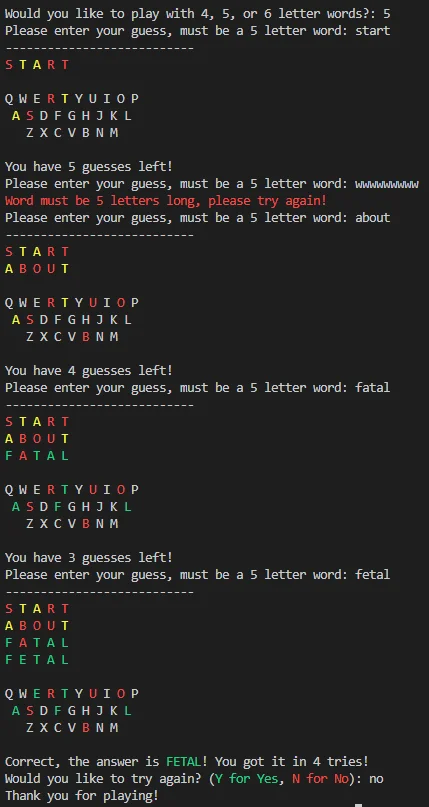 Would you like to play with 4, 5, or 6 letter words?: 5
Please enter your guess, must be a 5 letter word: start
---------------------------
S T A R T
Q W E R T Y U I O P
A S D F G H J K L
Z X C V B N M
You have 5 guesses left!
Please enter your guess, must be a 5 letter word: wwwwwwwww
Word must be 5 letters long, please try again!
Please enter your guess, must be a 5 letter word: about
---------------------------
S T A R T
A B O U T
Q W E R T Y U I O P
A S D F G H J K L
Z X C V B N M
You have 4 guesses left!
Please enter your guess, must be a 5 letter word: fatal
---------------------------
S T A R T
A B O U T
F A T A L
Q W E R T Y U I O P
A S D F G H J K L
Z X C V B N M
You have 3 guesses left!
Please enter your guess, must be a 5 letter word: fetal
---------------------------
S T A R T
A B O U T
F A T A L
F E T A L
Q W E R T Y U I O P
A S D F G H J K L
Z X C V B N M
Correct, the answer is FETAL! You got it in 4 tries!
Would you like to try again? (Y for Yes, N for No): no
Thank you for playing!